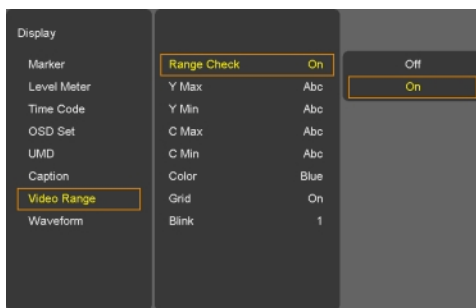 Display
Marker
Level Meter
Time Code
OSD Set
UMD
Caption
Video Range
Waveform
Range Check On
Y Max Abc
Y Min Abc
C Max Abc
C Min Abc
Color Blue
Grid On
Blink 1
Off
On